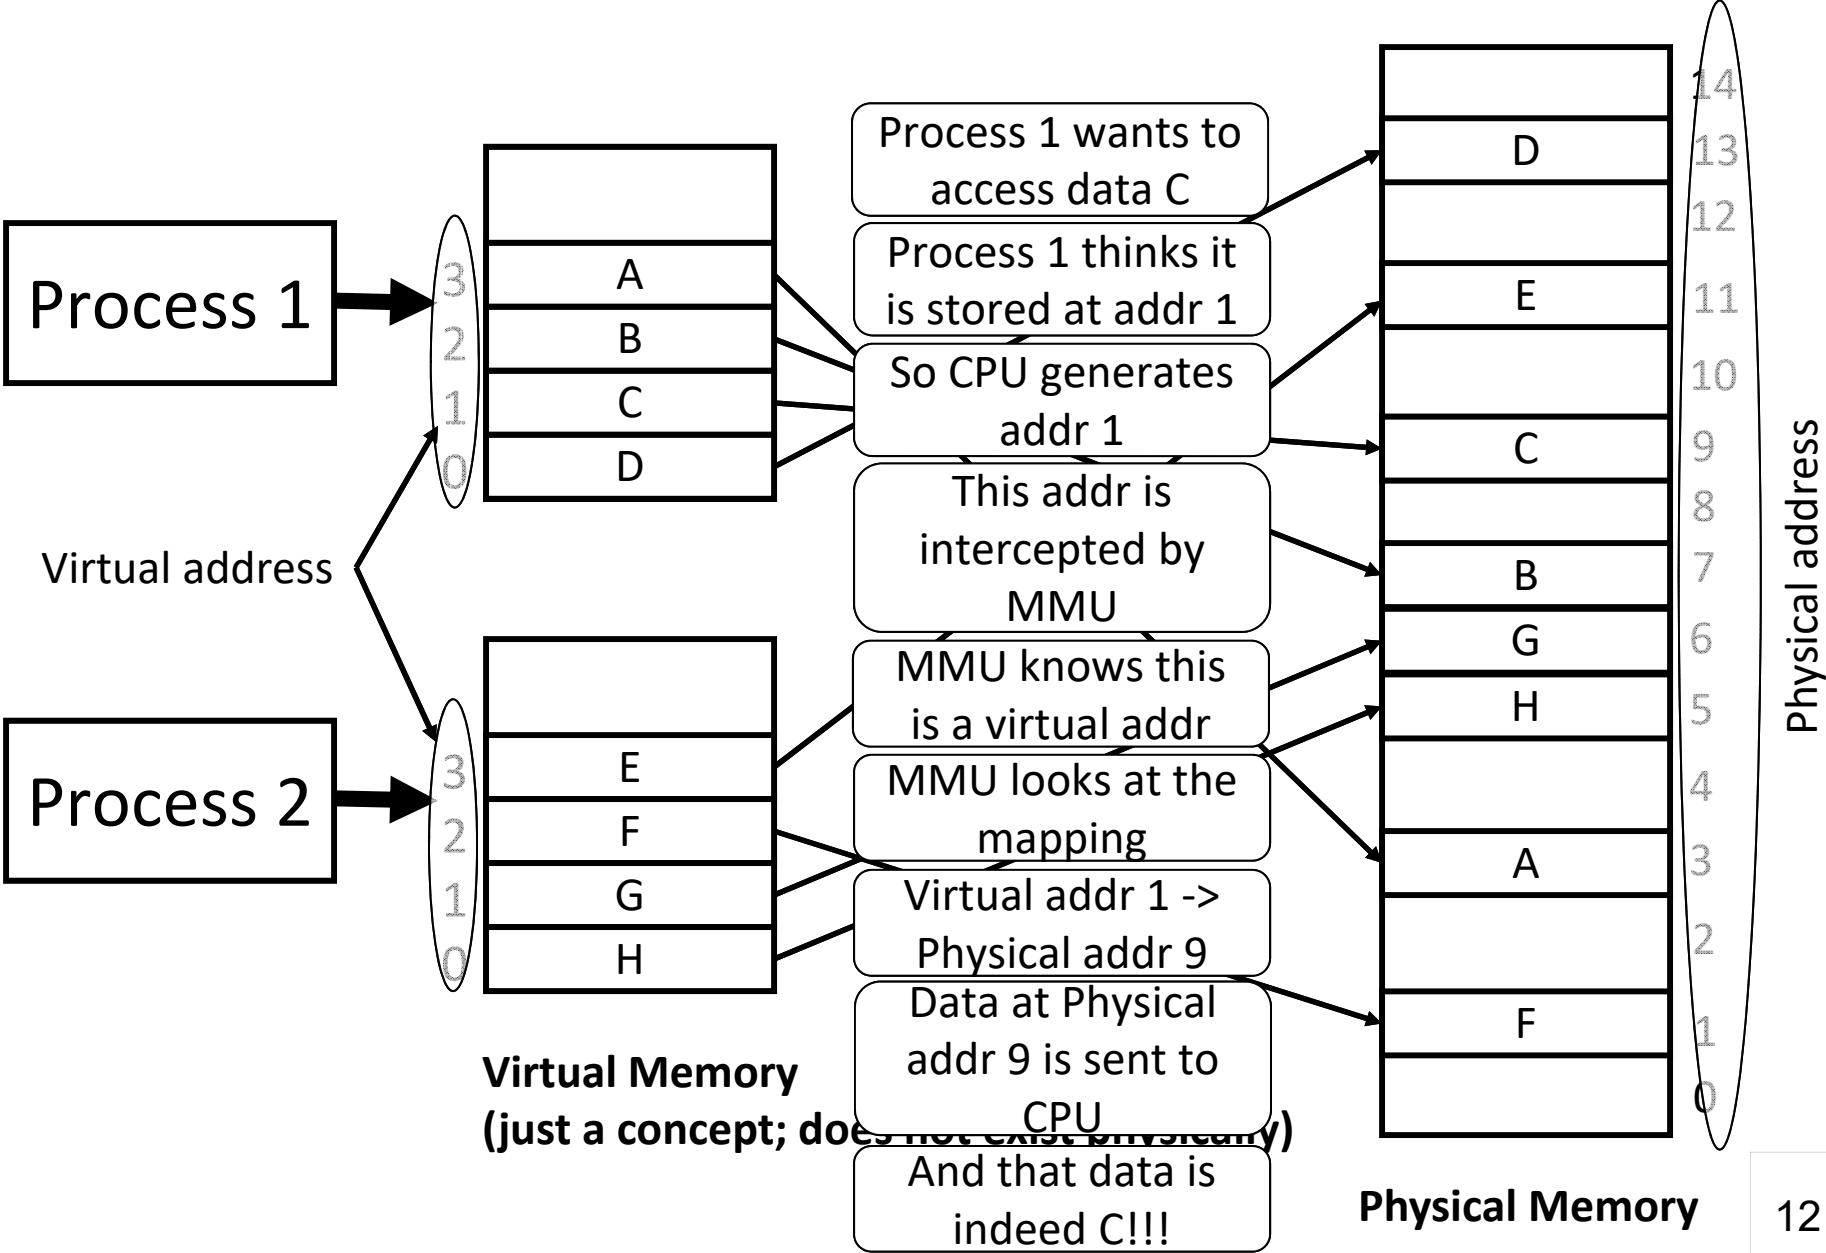 Process 1
3
2
1
0
A
B
C
D
Virtual address
Process 2
3
2
1
0
E
F
G
H
Virtual Memory
(just a concept; does not exist physically)
Process 1 wants to
access data C
Process 1 thinks it
is stored at addr 1
So CPU generates
addr 1
This addr is
intercepted by
MMU
MMU knows this
is a virtual addr
MMU looks at the
mapping
Virtual addr 1 ->
Physical addr 9
Data at Physical
addr 9 is sent to
CPU
And that data is
indeed C!!!
D
E
C
B
G
H
A
F
14
13
12
11
10
9
8
7
6
5
4
3
2
1
0
Physical address
Physical Memory
12